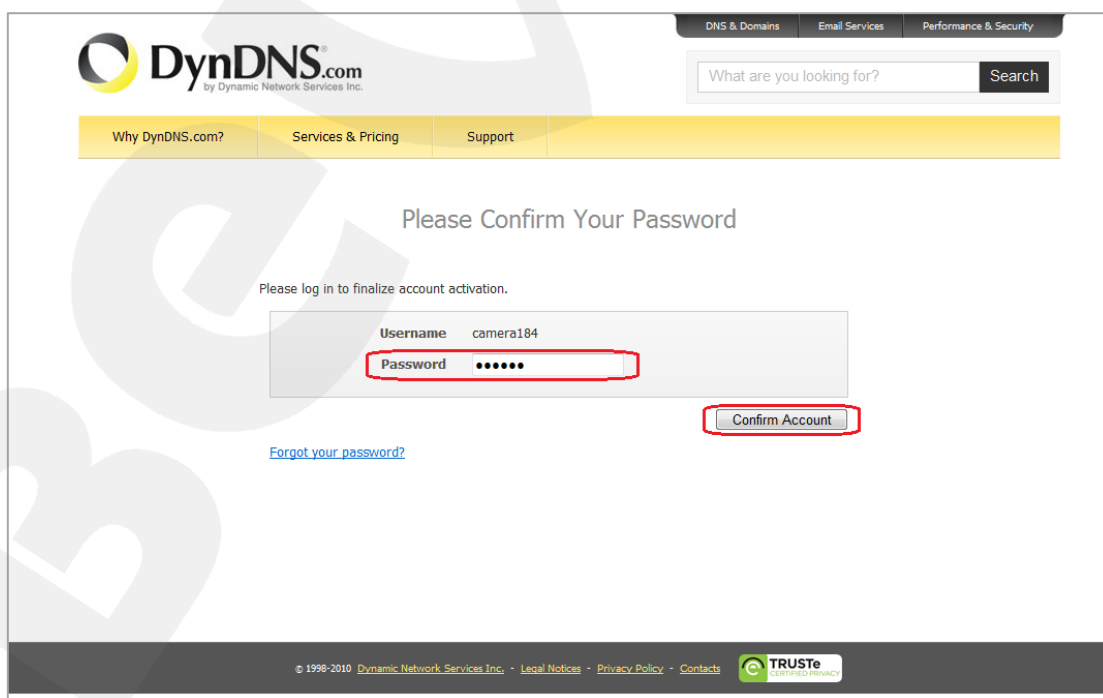 DNS & Domains Email Services Performance & Security
DynDNS.com
by Dynamic Network Services Inc.
What are you looking for? Search
Why DynDNS.com? Services & Pricing Support
Please Confirm Your Password
Please log in to finalize account activation.
Username camera184
Password ●●●●●●
Confirm Account
Forgot your password?
© 1998-2010 Dynamic Network Services Inc. - Legal Notices - Privacy Policy - Contacts
TRUSTe
CERTIFIED PRIVACY